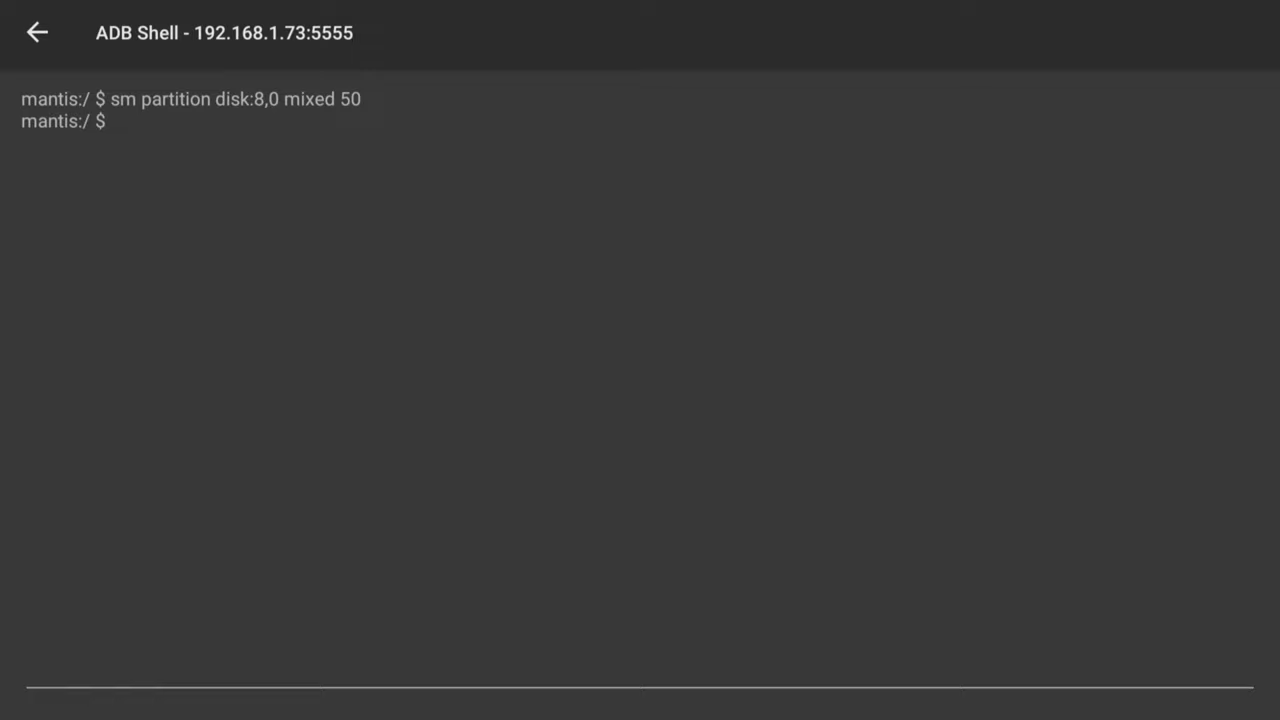 ADB Shell - 192.168.1.73:5555
mantis:/ $ sm partition disk:8,0 mixed 50
mantis:/ $